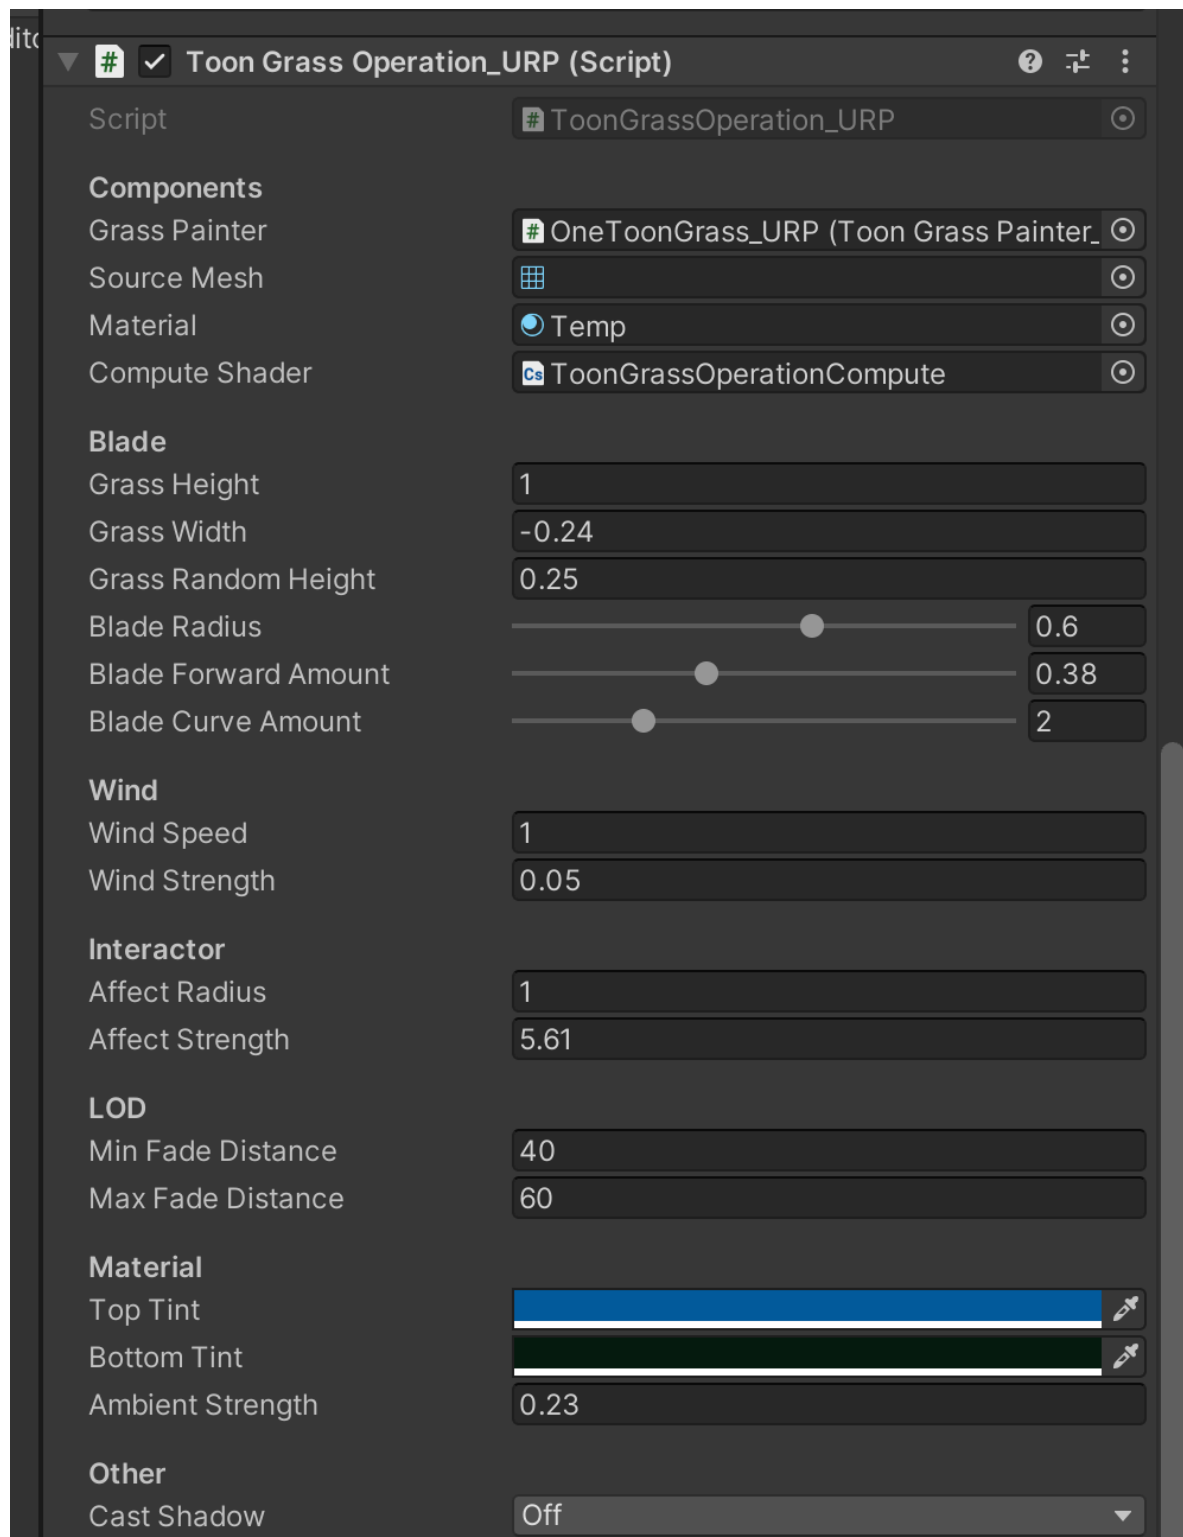 Toon Grass Operation_URP (Script)
Script
# ToonGrassOperation_URP
Components
Grass Painter
# OneToonGrass_URP (Toon Grass Painter_
Source Mesh
Material
Temp
Compute Shader
Cs ToonGrassOperationCompute
Blade
Grass Height
1
Grass Width
-0.24
Grass Random Height
0.25
Blade Radius
0.6
Blade Forward Amount
0.38
Blade Curve Amount
2
Wind
Wind Speed
1
Wind Strength
0.05
Interactor
Affect Radius
1
Affect Strength
5.61
LOD
Min Fade Distance
40
Max Fade Distance
60
Material
Top Tint
Bottom Tint
Ambient Strength
0.23
Other
Cast Shadow
Off